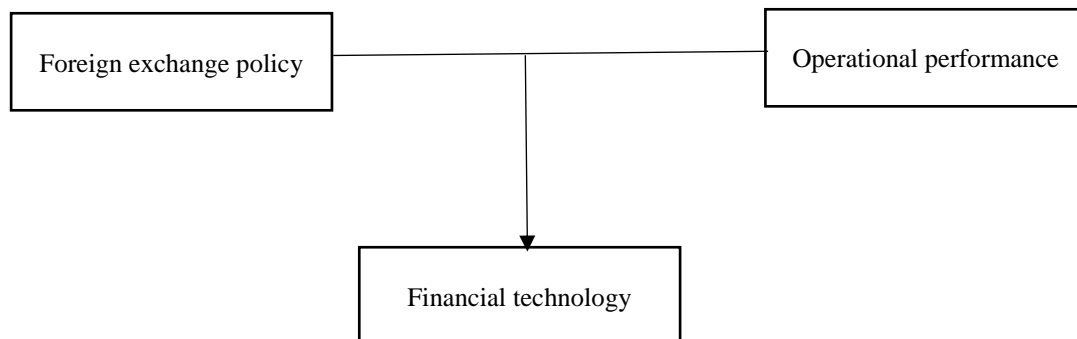 Foreign exchange policy
Operational performance
Financial technology